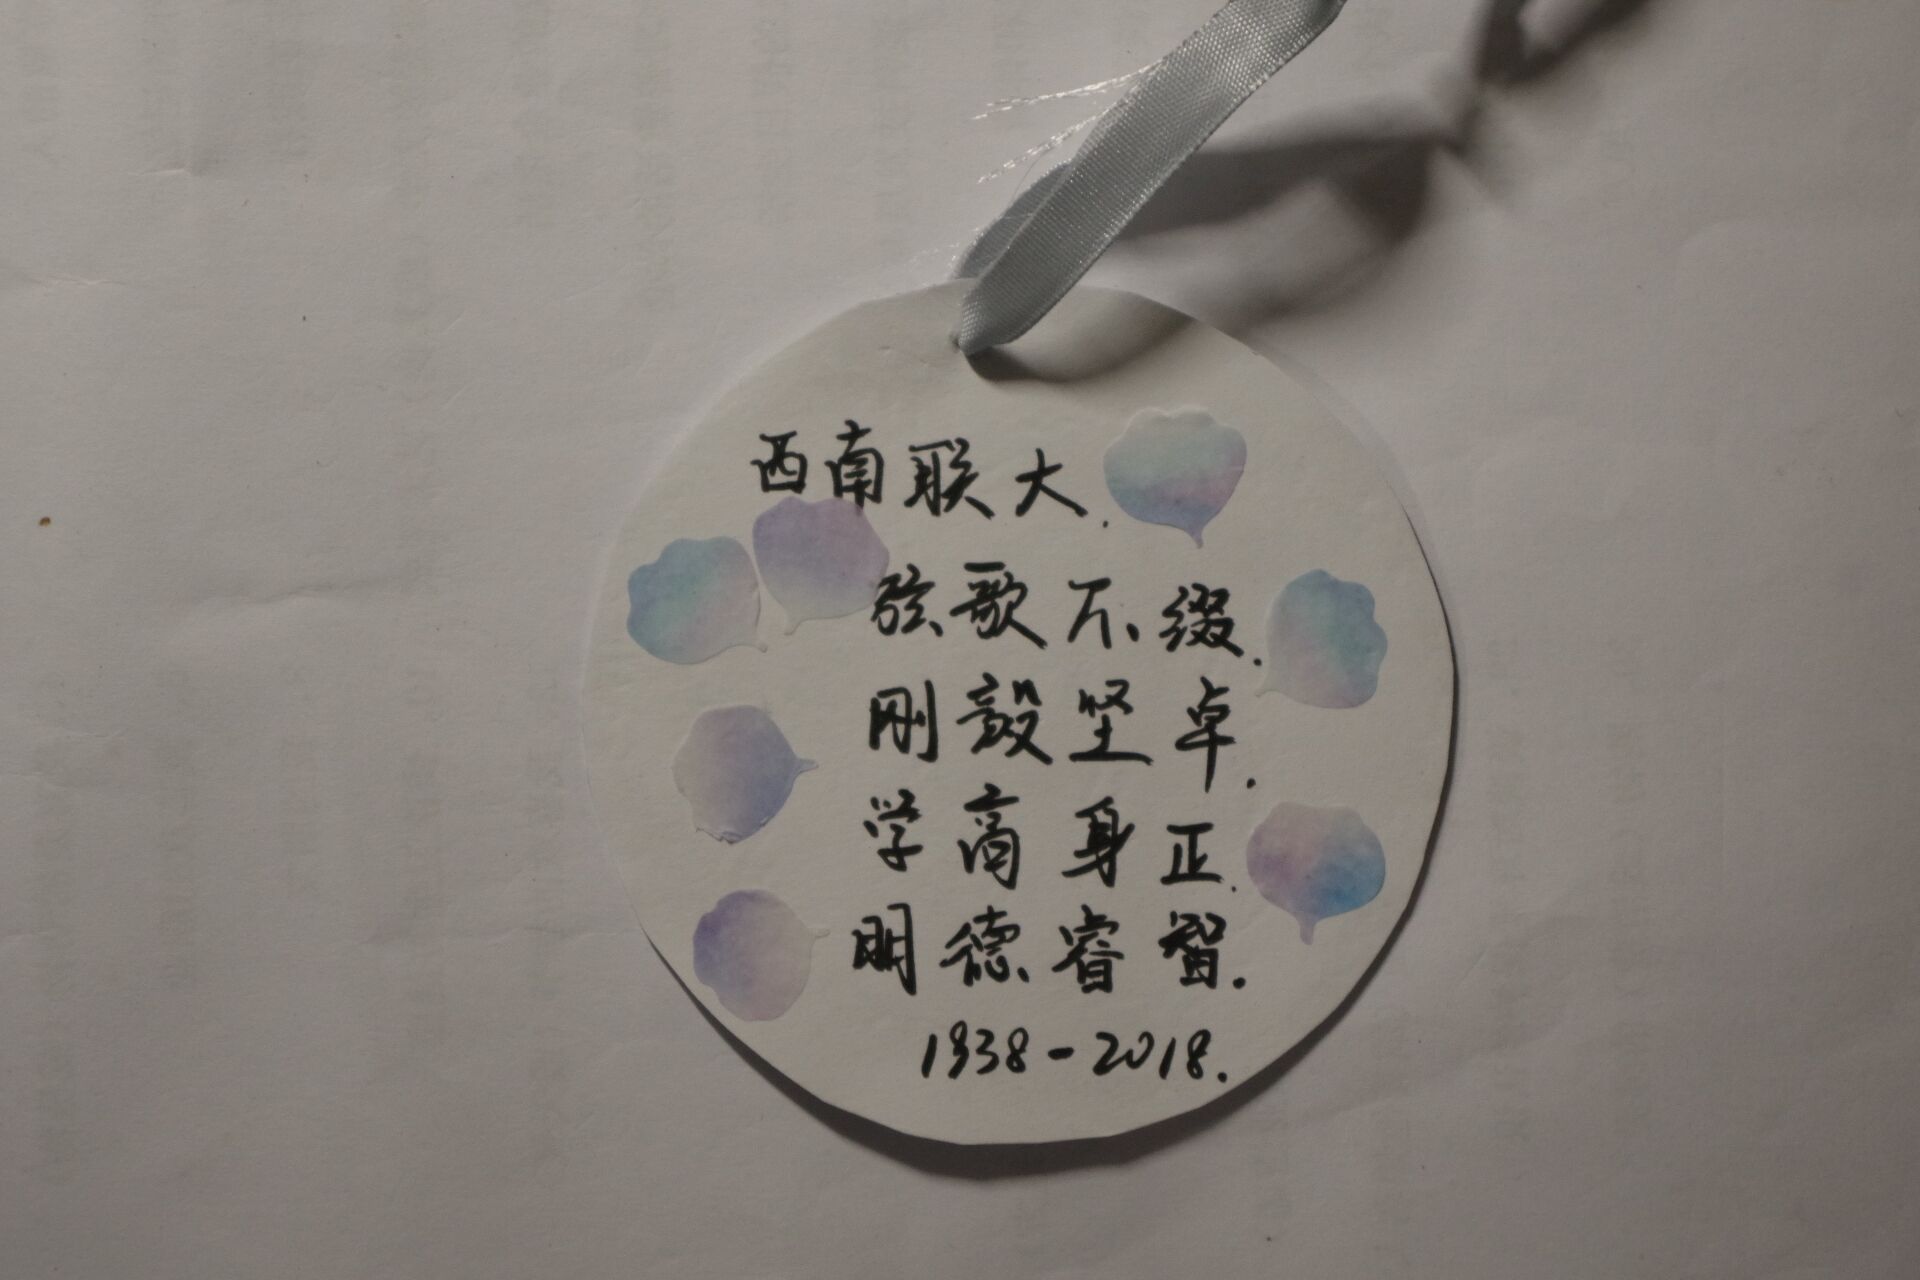 西南联大.
弦歌不缀.
刚毅坚卓.
学高身正.
明德睿智.
1938-2018.